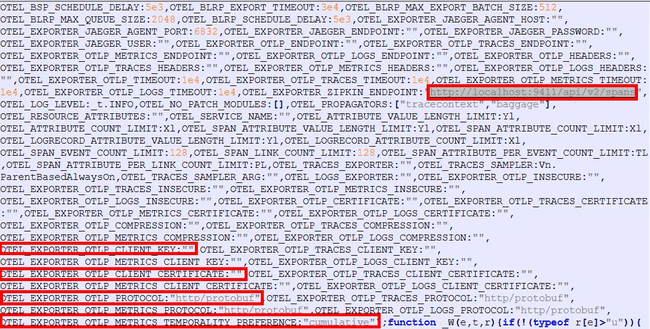 OTEL_BSP_SCHEDULE_DELAY:5e3,OTEL_BLRP_EXPORT_TIMEOUT:3e4,OTEL_BLRP_MAX_EXPORT_BATCH_SIZE:512,
OTEL_BLRP_MAX_QUEUE_SIZE:2048,OTEL_BLRP_SCHEDULE_DELAY:5e3,OTEL_EXPORTER_JAEGER_AGENT_HOST:"",
OTEL_EXPORTER_JAEGER_AGENT_PORT:6832,OTEL_EXPORTER_JAEGER_ENDPOINT:"",OTEL_EXPORTER_JAEGER_PASSWORD:"",
OTEL_EXPORTER_JAEGER_USER:"",OTEL_EXPORTER_OTLP_ENDPOINT:"",OTEL_EXPORTER_OTLP_TRACES_ENDPOINT:"",
OTEL_EXPORTER_OTLP_METRICS_ENDPOINT:"",OTEL_EXPORTER_OTLP_LOGS_ENDPOINT:"",OTEL_EXPORTER_OTLP_HEADERS:"",
OTEL_EXPORTER_OTLP_TRACES_HEADERS:"",OTEL_EXPORTER_OTLP_METRICS_HEADERS:"",OTEL_EXPORTER_OTLP_LOGS_HEADERS:
"",OTEL_EXPORTER_OTLP_TIMEOUT:1e4,OTEL_EXPORTER_OTLP_TRACES_TIMEOUT:1e4,OTEL_EXPORTER_OTLP_METRICS_TIMEOUT:
1e4,OTEL_EXPORTER_OTLP_LOGS_TIMEOUT:1e4,OTEL_EXPORTER_ZIPKIN_ENDPOINT:"http://localhost:9411/api/v2/spans"
OTEL_LOG_LEVEL:_t.INFO,OTEL_NO_PATCH_MODULES:[],OTEL_PROPAGATORS:["tracecontext","baggage"],
OTEL_RESOURCE_ATTRIBUTES:"",OTEL_SERVICE_NAME:"",OTEL_ATTRIBUTE_VALUE_LENGTH_LIMIT:Yl,
OTEL_ATTRIBUTE_COUNT_LIMIT:Xl,OTEL_SPAN_ATTRIBUTE_VALUE_LENGTH_LIMIT:Yl,OTEL_SPAN_ATTRIBUTE_COUNT_LIMIT:Xl,
OTEL_LOGRECORD_ATTRIBUTE_VALUE_LENGTH_LIMIT:Yl,OTEL_LOGRECORD_ATTRIBUTE_COUNT_LIMIT:Xl,
OTEL_SPAN_EVENT_COUNT_LIMIT:128,OTEL_SPAN_LINK_COUNT_LIMIT:128,OTEL_SPAN_ATTRIBUTE_PER_EVENT_COUNT_LIMIT:TL
,OTEL_SPAN_ATTRIBUTE_PER_LINK_COUNT_LIMIT:PL,OTEL_TRACES_EXPORTER:"",OTEL_TRACES_SAMPLER:Vn.
ParentBasedAlwaysOn,OTEL_TRACES_SAMPLER_ARG:"",OTEL_LOGS_EXPORTER:"",OTEL_EXPORTER_OTLP_INSECURE:"",
OTEL_EXPORTER_OTLP_TRACES_INSECURE:"",OTEL_EXPORTER_OTLP_METRICS_INSECURE:"",
OTEL_EXPORTER_OTLP_LOGS_INSECURE:"",OTEL_EXPORTER_OTLP_CERTIFICATE:"",OTEL_EXPORTER_OTLP_TRACES_CERTIFICATE
:"",OTEL_EXPORTER_OTLP_METRICS_CERTIFICATE:"",OTEL_EXPORTER_OTLP_LOGS_CERTIFICATE:"",
OTEL_EXPORTER_OTLP_COMPRESSION:"",OTEL_EXPORTER_OTLP_TRACES_COMPRESSION:"",
OTEL_EXPORTER_OTLP_METRICS_COMPRESSION:"",OTEL_EXPORTER_OTLP_LOGS_COMPRESSION:"",
OTEL_EXPORTER_OTLP_CLIENT_KEY:"",OTEL_EXPORTER_OTLP_TRACES_CLIENT_KEY:"",
OTEL_EXPORTER_OTLP_METRICS_CLIENT_KEY:"",OTEL_EXPORTER_OTLP_LOGS_CLIENT_KEY:"",
OTEL_EXPORTER_OTLP_CLIENT_CERTIFICATE:"",OTEL_EXPORTER_OTLP_TRACES_CLIENT_CERTIFICATE:"",
OTEL_EXPORTER_OTLP_METRICS_CLIENT_CERTIFICATE:"",OTEL_EXPORTER_OTLP_LOGS_CLIENT_CERTIFICATE:"",
OTEL_EXPORTER_OTLP_PROTOCOL:"http/protobuf",OTEL_EXPORTER_OTLP_TRACES_PROTOCOL:"http/protobuf",
OTEL_EXPORTER_OTLP_METRICS_PROTOCOL:"http/protobuf",OTEL_EXPORTER_OTLP_LOGS_PROTOCOL:"http/protobuf",
OTEL_EXPORTER_OTLP_METRICS_TEMPORALITY_PREFERENCE:"cumulative"};function _W(e,t,r){if(!(typeof r[e]>"u")){